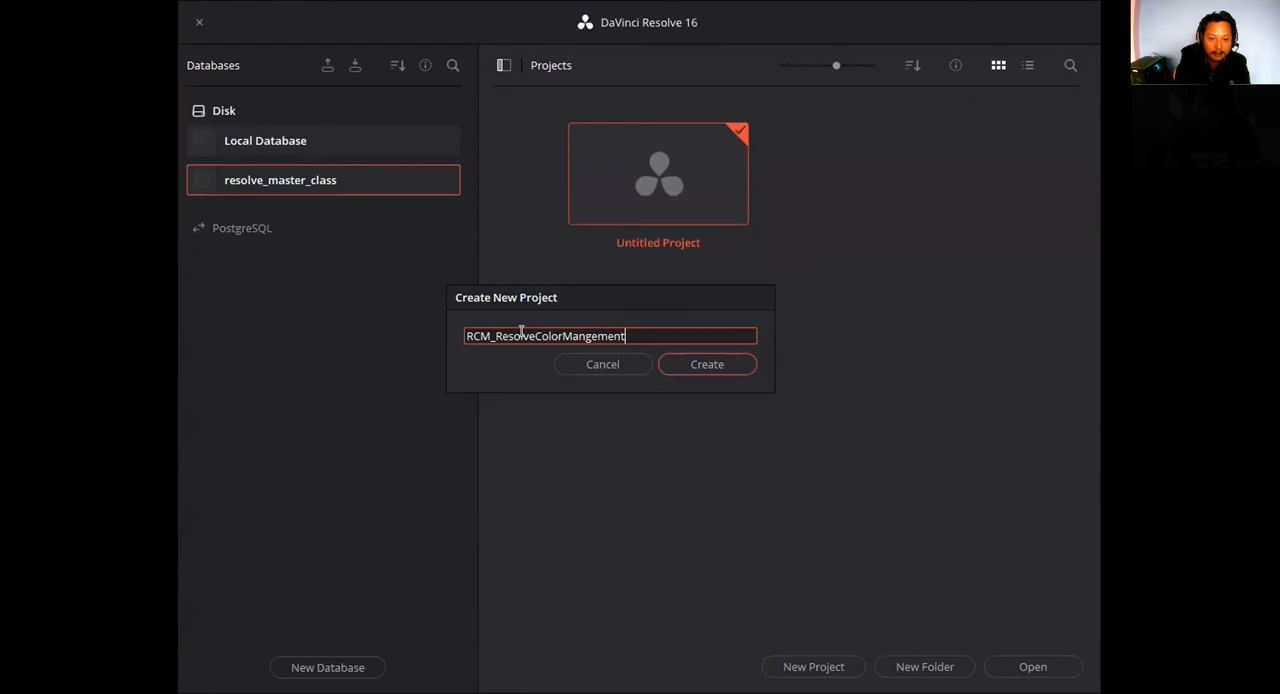 DaVinci Resolve 16
Databases
Projects
Disk
Local Database
resolve_master_class
PostgreSQL
Untitled Project
Create New Project
RCM_ResolveColorMangement
Cancel
Create
New Database
New Project
New Folder
Open